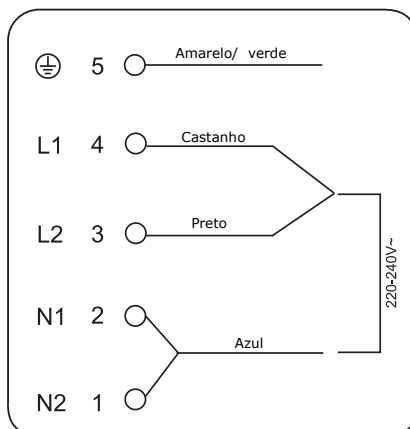 5 Amarelo/ verde
L1 4 Castanho
L2 3 Preto
220-240V~
N1 2
Azul
N2 1